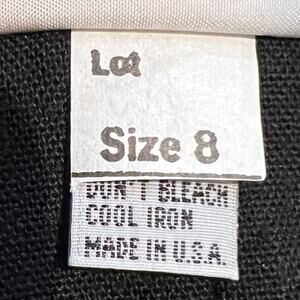 Lot
Size 8
DON'T BLEACH
COOL IRON
MADE IN U.S.A.